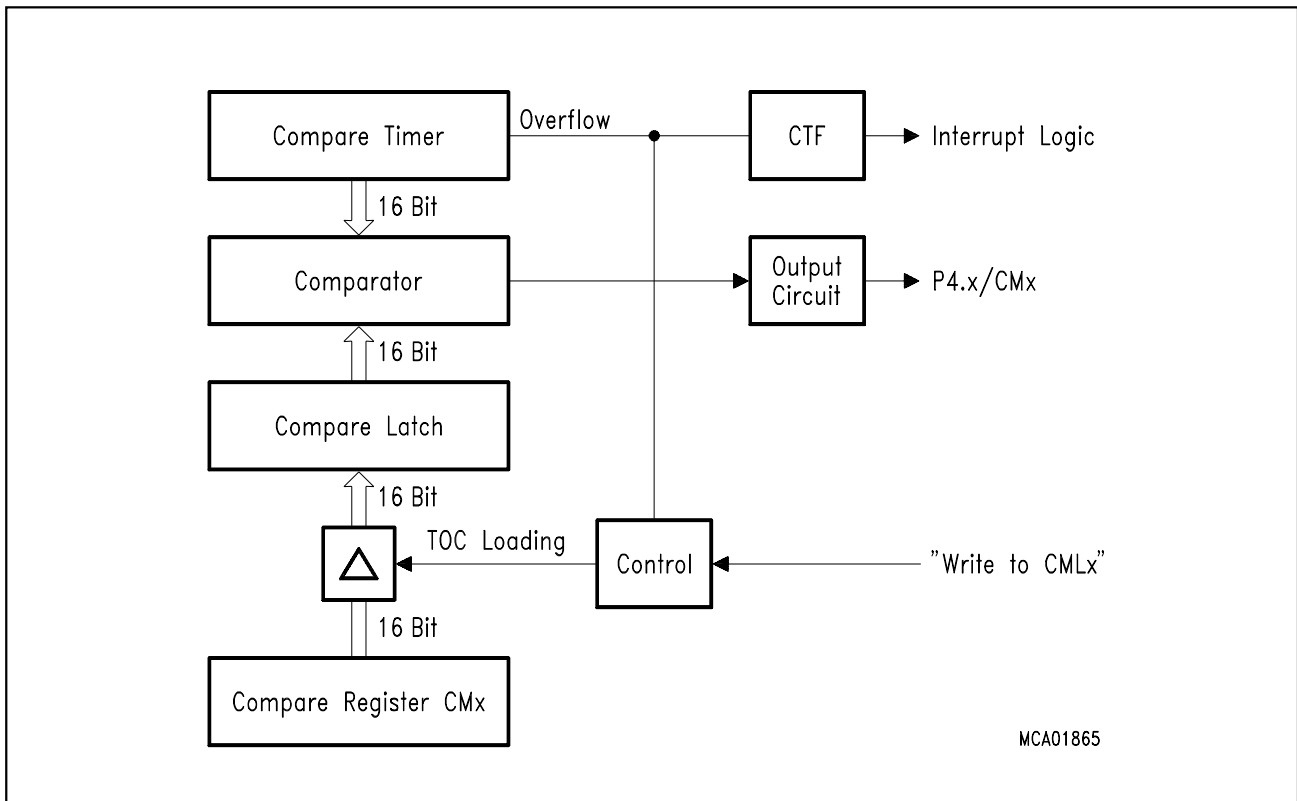 Compare Timer
Overflow
CTF
Interrupt Logic
16 Bit
Comparator
Output
Circuit
P4.x/CMx
16 Bit
Compare Latch
16 Bit
TOC Loading
Control
"Write to CMLx"
16 Bit
Compare Register CMx
MCA01865